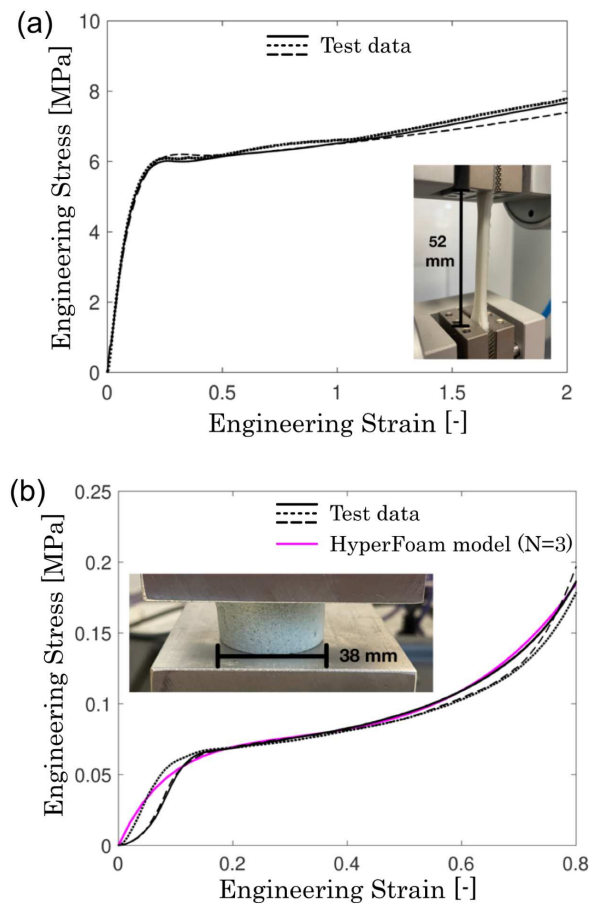 (a)
10
8
6
4
2
0
Engineering Stress [MPa]
Test data
52
mm
0 0.5 1 1.5 2
Engineering Strain [-]
(b)
0.25
0.2
0.15
0.1
0.05
0
Engineering Stress [MPa]
Test data
HyperFoam model (N=3)
38 mm
0 0.2 0.4 0.6 0.8
Engineering Strain [-]